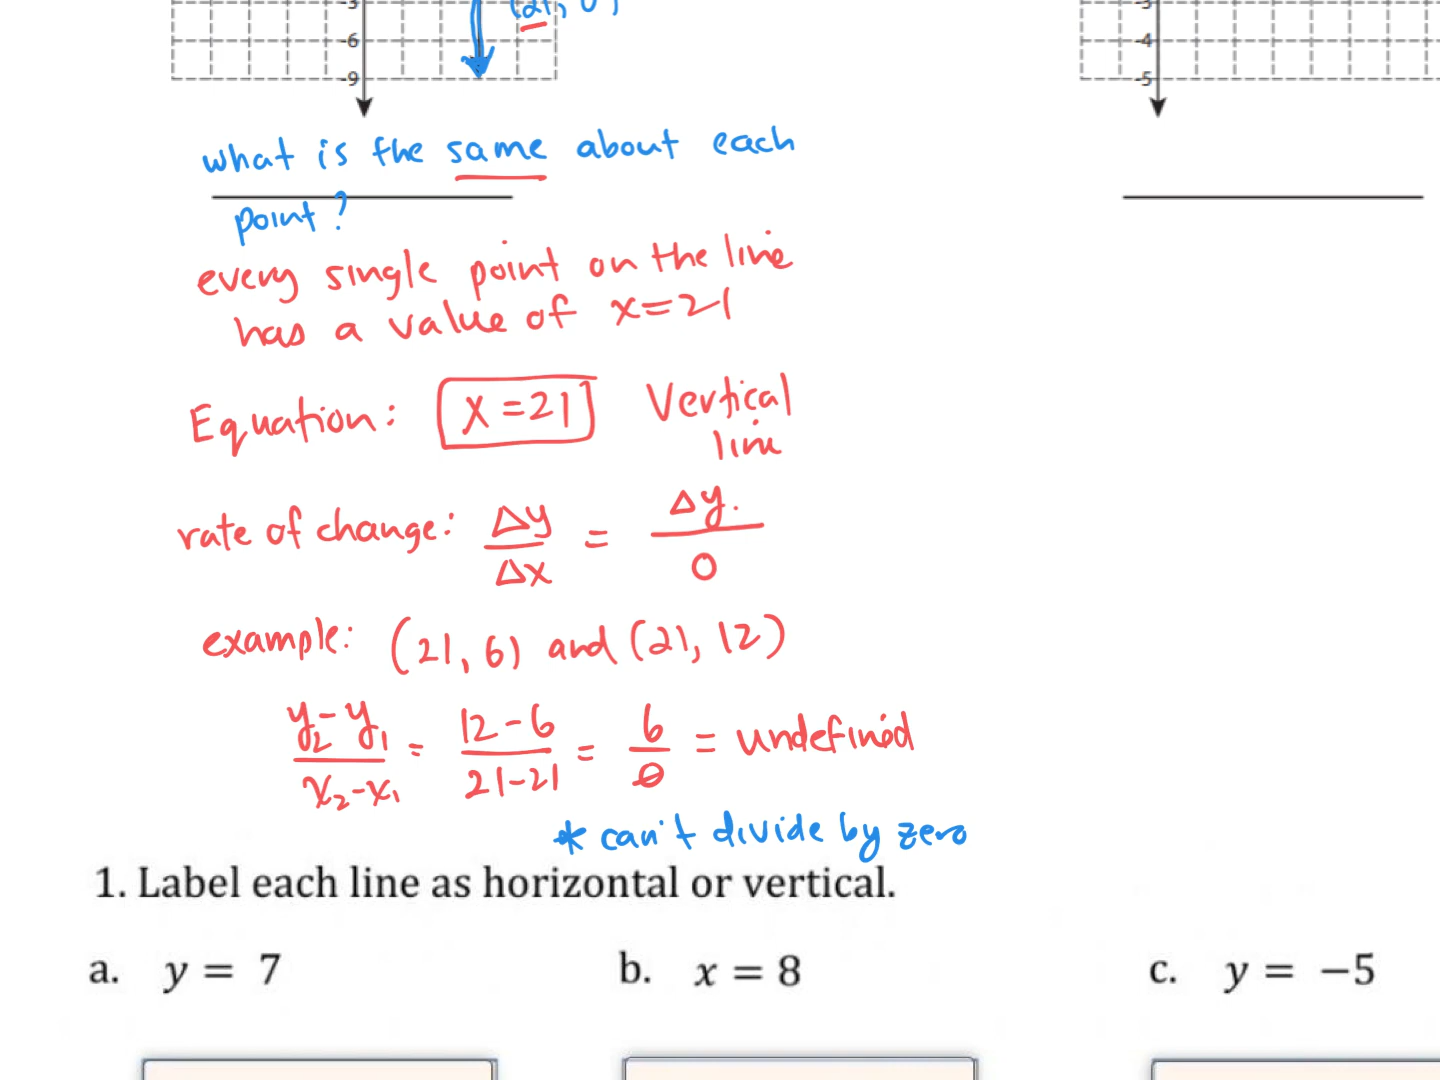 -6
-9
-4
-5
what is the same about each
point?
every single point on the line
has a value of x=21
Equation: x=21 Vertical
line
rate of change: Δy/Δx = Δy./0
example: (21, 6) and (21, 12)
y₂-y₁/x₂-x₁ = 12-6/21-21 = 6/0 = undefined
* can't divide by zero
1. Label each line as horizontal or vertical.
a. y = 7 b. x = 8 c. y = −5